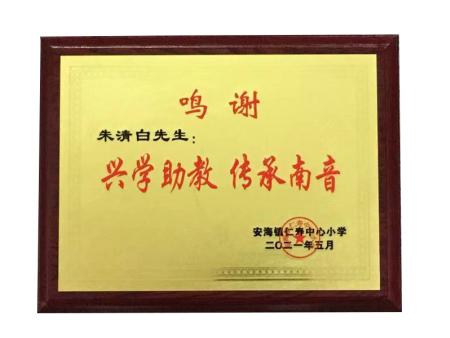 鸣谢
朱清白先生：
兴学助教 传承南音
安海镇仁寿中心小学
二〇二一年五月